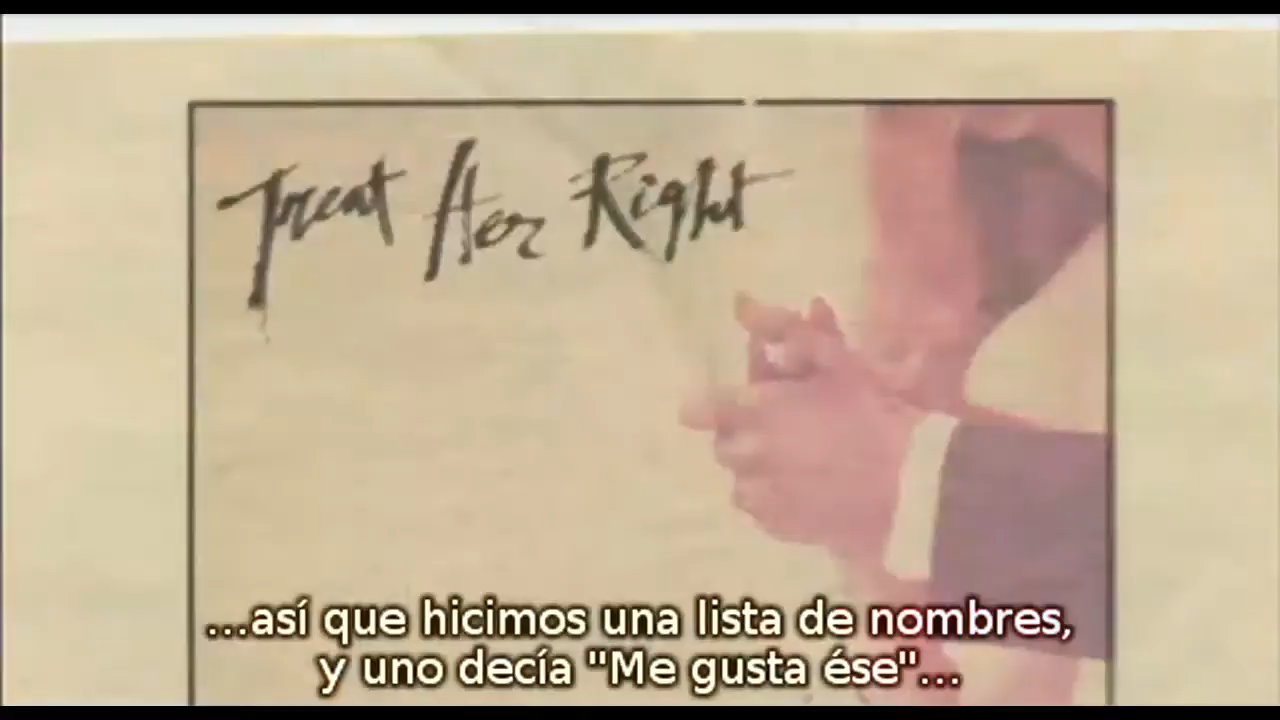 Treat Her Right
...así que hicimos una lista de nombres,
y uno decía "Me gusta ése"...